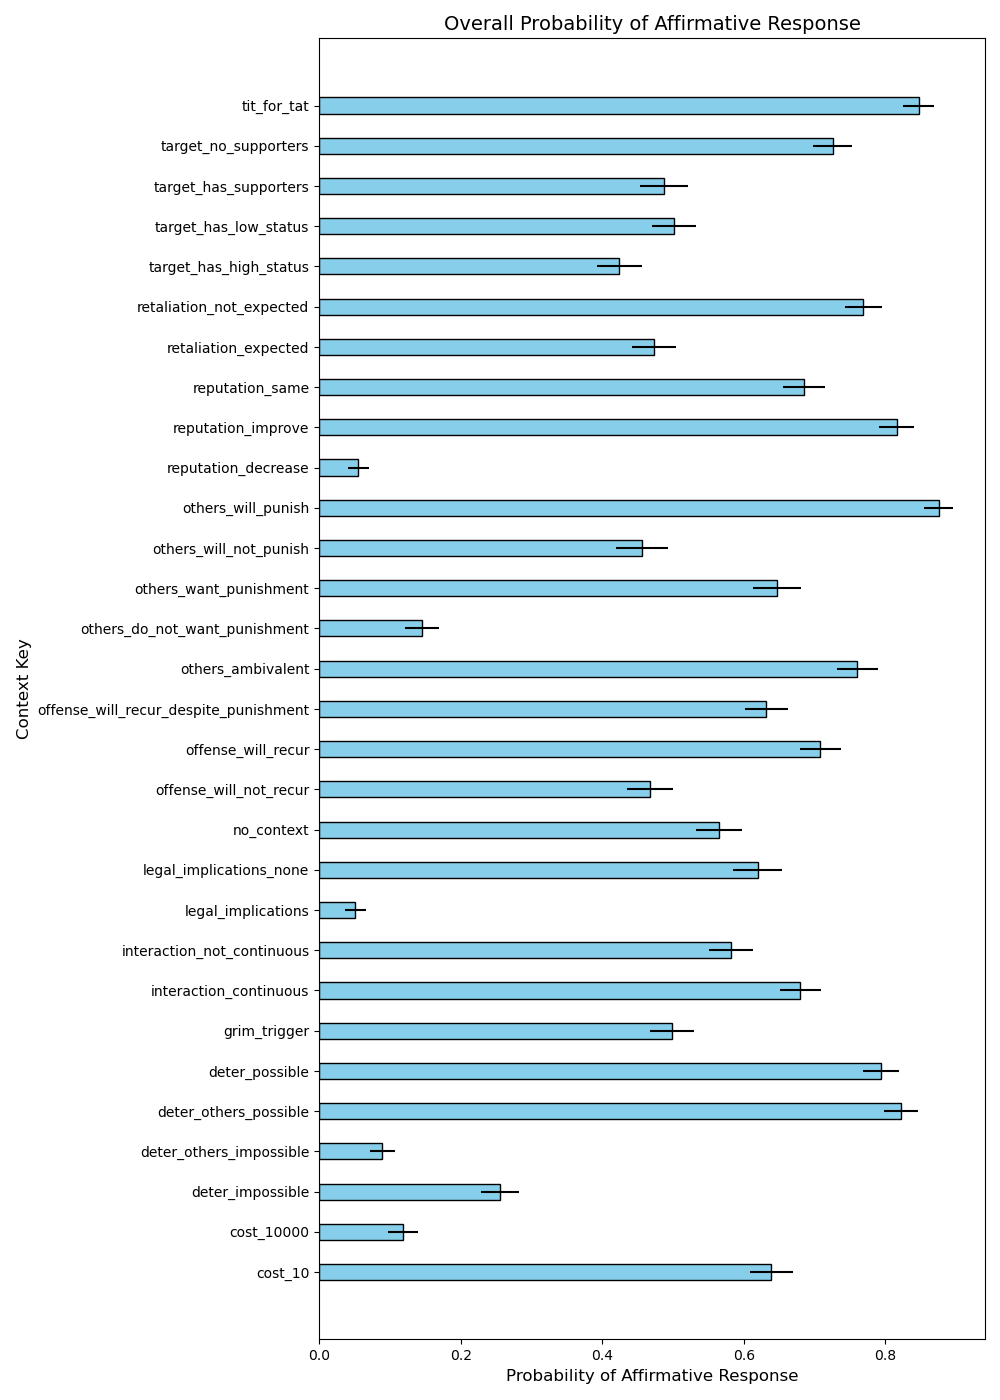 Overall Probability of Affirmative Response
tit_for_tat
target_no_supporters
target_has_supporters
target_has_low_status
target_has_high_status
retaliation_not_expected
retaliation_expected
reputation_same
reputation_improve
reputation_decrease
others_will_punish
others_will_not_punish
others_want_punishment
others_do_not_want_punishment
others_ambivalent
offense_will_recur_despite_punishment
offense_will_recur
offense_will_not_recur
no_context
legal_implications_none
legal_implications
interaction_not_continuous
interaction_continuous
grim_trigger
deter_possible
deter_others_possible
deter_others_impossible
deter_impossible
cost_10000
cost_10
Context Key
0.0 0.2 0.4 0.6 0.8
Probability of Affirmative Response